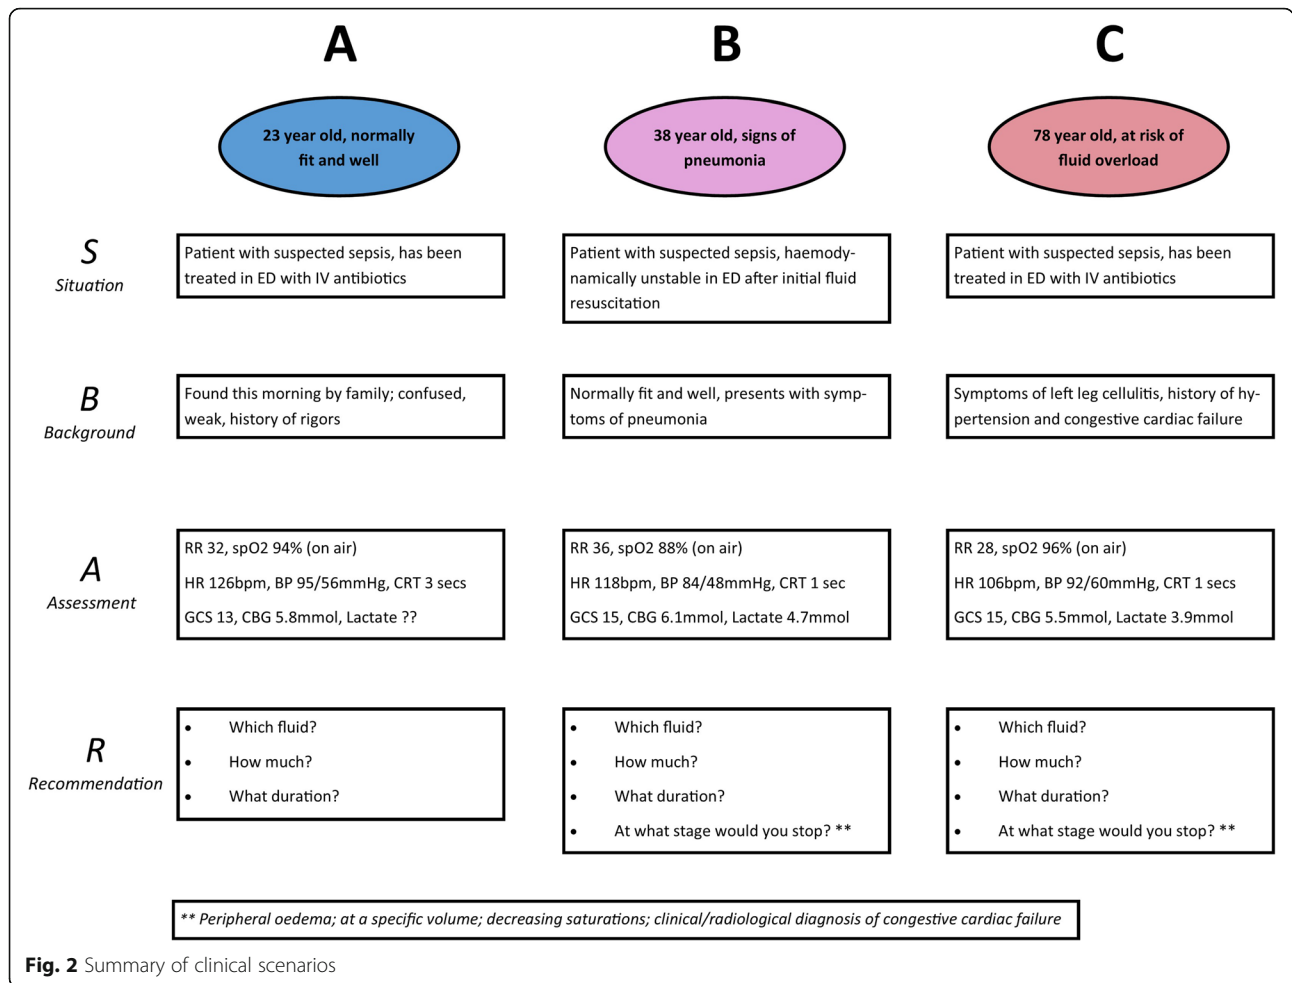 A
B
C
23 year old, normally
fit and well
38 year old, signs of
pneumonia
78 year old, at risk of
fluid overload
S
Situation
Patient with suspected sepsis, has been
treated in ED with IV antibiotics
Patient with suspected sepsis, haemody-
namically unstable in ED after initial fluid
resuscitation
Patient with suspected sepsis, has been
treated in ED with IV antibiotics
B
Background
Found this morning by family; confused,
weak, history of rigors
Normally fit and well, presents with symp-
toms of pneumonia
Symptoms of left leg cellulitis, history of hy-
pertension and congestive cardiac failure
A
Assessment
RR 32, spO2 94% (on air)
HR 126bpm, BP 95/56mmHg, CRT 3 secs
GCS 13, CBG 5.8mmol, Lactate ??
RR 36, spO2 88% (on air)
HR 118bpm, BP 84/48mmHg, CRT 1 sec
GCS 15, CBG 6.1mmol, Lactate 4.7mmol
RR 28, spO2 96% (on air)
HR 106bpm, BP 92/60mmHg, CRT 1 secs
GCS 15, CBG 5.5mmol, Lactate 3.9mmol
R
Recommendation
• Which fluid?
• How much?
• What duration?
• Which fluid?
• How much?
• What duration?
• At what stage would you stop? **
• Which fluid?
• How much?
• What duration?
• At what stage would you stop? **
** Peripheral oedema; at a specific volume; decreasing saturations; clinical/radiological diagnosis of congestive cardiac failure
Fig. 2 Summary of clinical scenarios